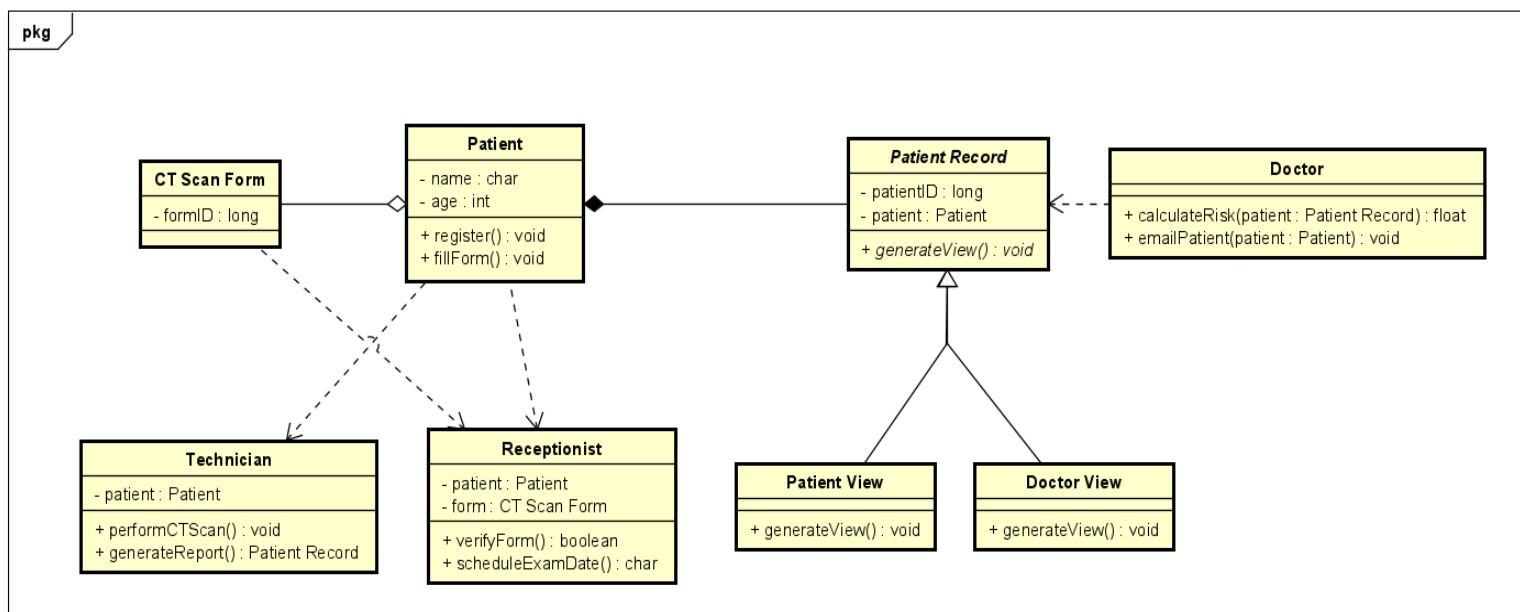 pkg
CT Scan Form
- formID : long
Patient
- name : char
- age : int
+ register() : void
+ fillForm() : void
Patient Record
- patientID : long
- patient : Patient
+ generateView() : void
Doctor
+ calculateRisk(patient : Patient Record) : float
+ emailPatient(patient : Patient) : void
Technician
- patient : Patient
+ performCTScan() : void
+ generateReport() : Patient Record
Receptionist
- patient : Patient
- form : CT Scan Form
+ verifyForm() : boolean
+ scheduleExamDate() : char
Patient View
+ generateView() : void
Doctor View
+ generateView() : void